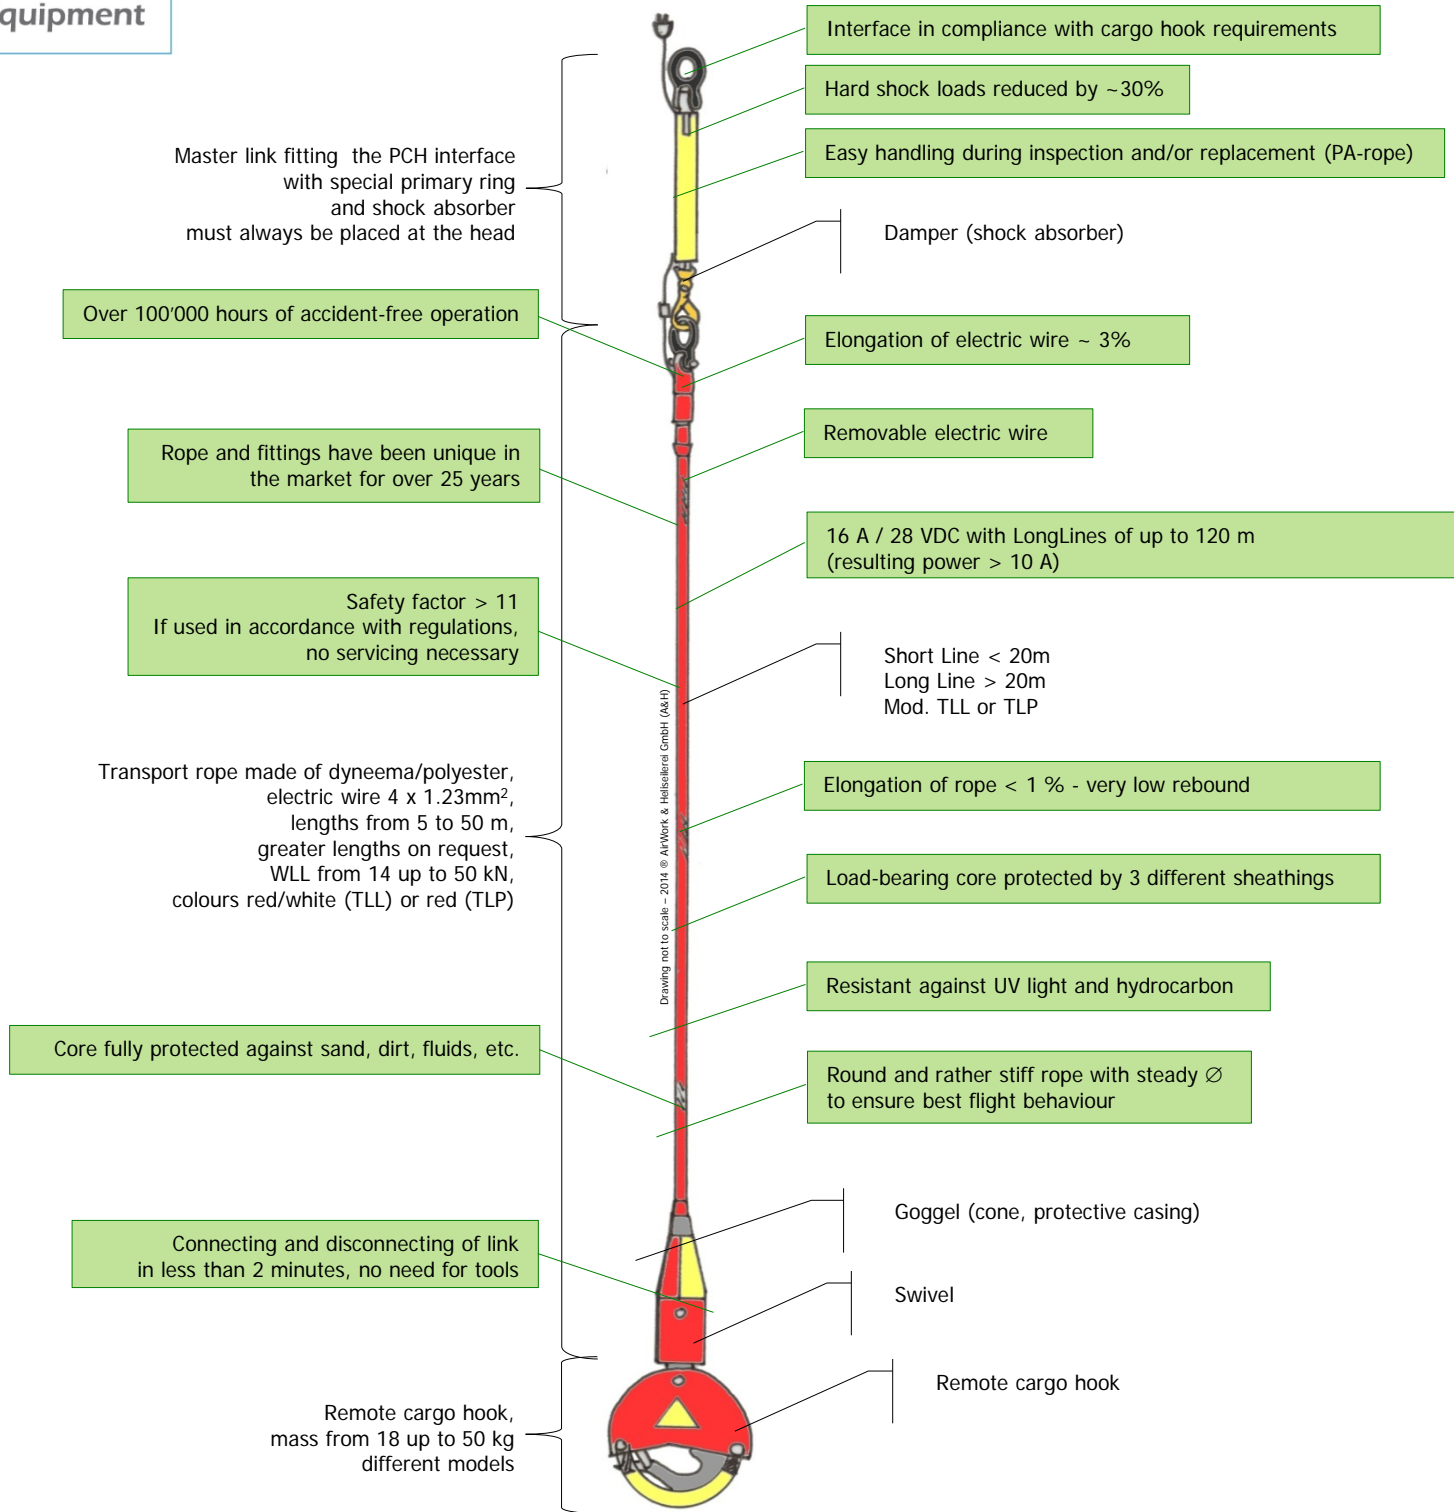 quipment
Interface in compliance with cargo hook requirements
Hard shock loads reduced by ~30%
Easy handling during inspection and/or replacement (PA-rope)
Master link fitting the PCH interface
with special primary ring
and shock absorber
must always be placed at the head
Damper (shock absorber)
Over 100'000 hours of accident-free operation
Elongation of electric wire ~ 3%
Removable electric wire
Rope and fittings have been unique in
the market for over 25 years
16 A / 28 VDC with LongLines of up to 120 m
(resulting power > 10 A)
Safety factor > 11
If used in accordance with regulations,
no servicing necessary
Short Line < 20m
Long Line > 20m
Mod. TLL or TLP
Drawing not to scale – 2014 ® AirWork & Heliseilerei GmbH (A&H)
Transport rope made of dyneema/polyester,
electric wire 4 x 1.23mm²,
lengths from 5 to 50 m,
greater lengths on request,
WLL from 14 up to 50 kN,
colours red/white (TLL) or red (TLP)
Elongation of rope < 1 % - very low rebound
Load-bearing core protected by 3 different sheathings
Resistant against UV light and hydrocarbon
Core fully protected against sand, dirt, fluids, etc.
Round and rather stiff rope with steady ∅
to ensure best flight behaviour
Goggel (cone, protective casing)
Connecting and disconnecting of link
in less than 2 minutes, no need for tools
Swivel
Remote cargo hook
Remote cargo hook,
mass from 18 up to 50 kg
different models